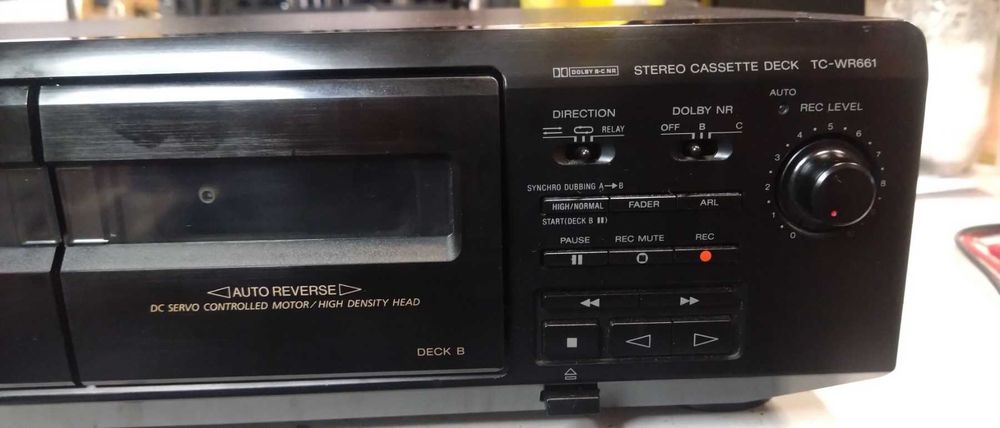 DOLBY B-C NR STEREO CASSETTE DECK TC-WR661
AUTO
REC LEVEL
DIRECTION
RELAY
DOLBY NR
OFF B C
0 1 2 3 4 5 6 7 8
SYNCHRO DUBBING A→B
HIGH/NORMAL FADER ARL
START(DECK B ▮▮)
PAUSE REC MUTE REC
◁AUTO REVERSE▷
DC SERVO CONTROLLED MOTOR/HIGH DENSITY HEAD
DECK B